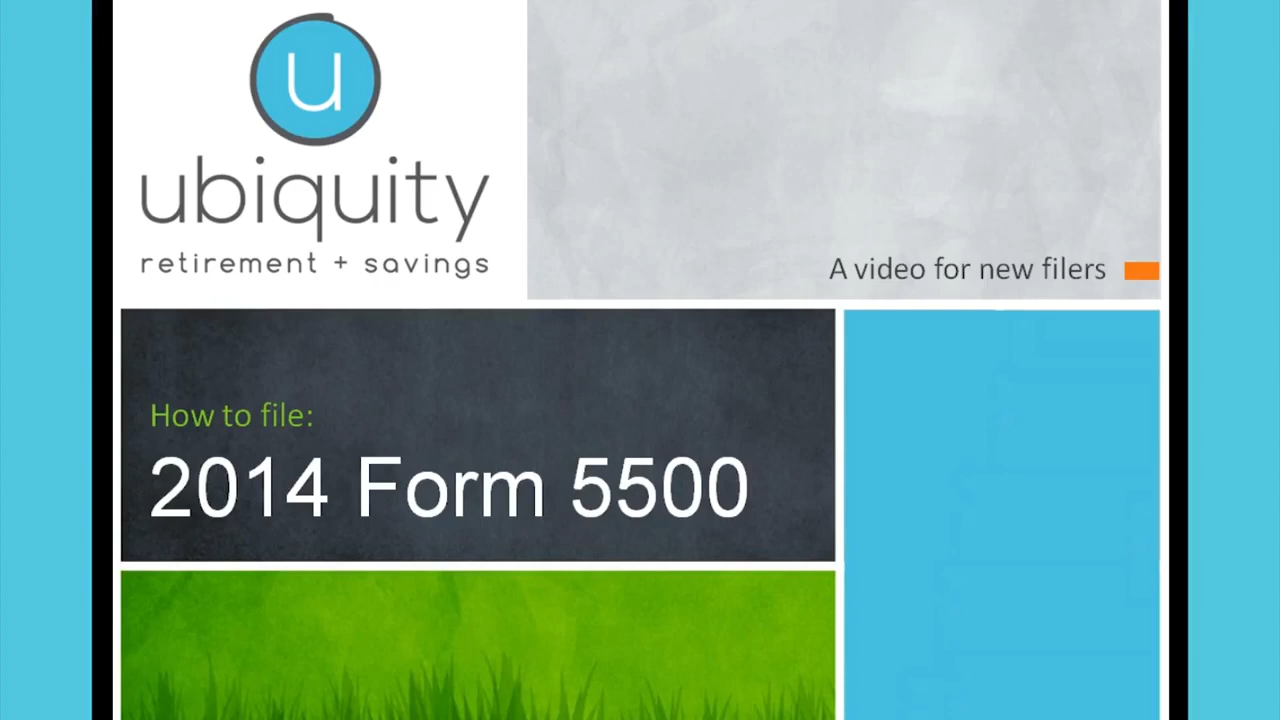 u
ubiquity
retirement + savings
A video for new filers
How to file:
2014 Form 5500